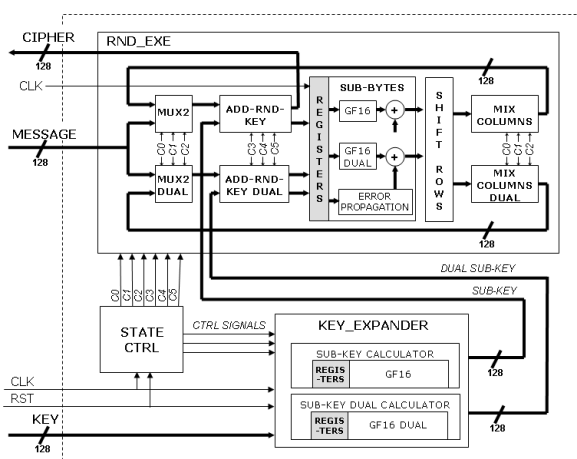 CIPHER
128
RND_EXE
128
CLK
MUX2
ADD-RND-
KEY
REGISTERS
SUB-BYTES
GF16
+
SHIFT ROWS
MIX
COLUMNS
MESSAGE
128
C0
C1
C2
C3
C4
C5
C0
C1
C2
GF16
DUAL
+
MUX2
DUAL
ADD-RND-
KEY DUAL
MIX
COLUMNS
DUAL
ERROR
PROPAGATION
128
DUAL SUB-KEY
SUB-KEY
C0
C1
C2
C3
C4
C5
STATE
CTRL
CTRL SIGNALS
KEY_EXPANDER
SUB-KEY CALCULATOR
REGIS
-TERS
GF16
128
CLK
RST
SUB-KEY DUAL CALCULATOR
REGIS
-TERS
GF16 DUAL
128
KEY
128